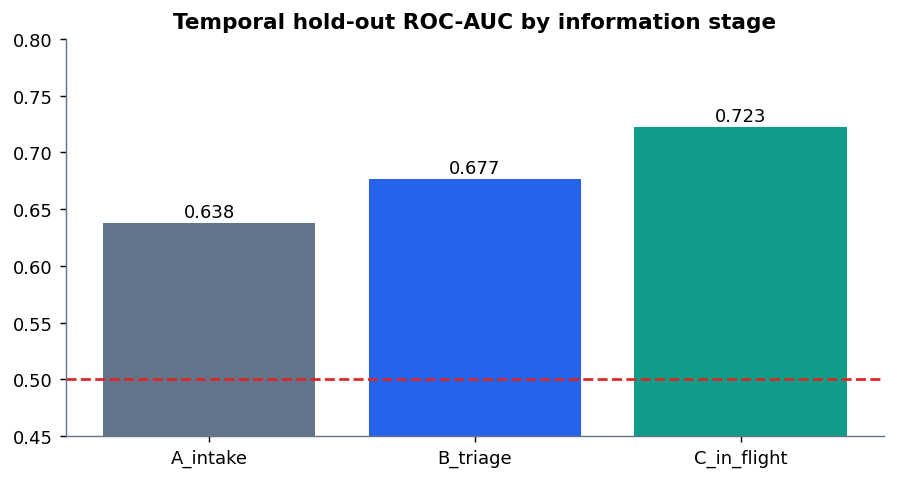 Temporal hold-out ROC-AUC by information stage
0.80
0.75
0.70
0.65
0.60
0.55
0.50
0.45
0.638
0.677
0.723
A_intake
B_triage
C_in_flight